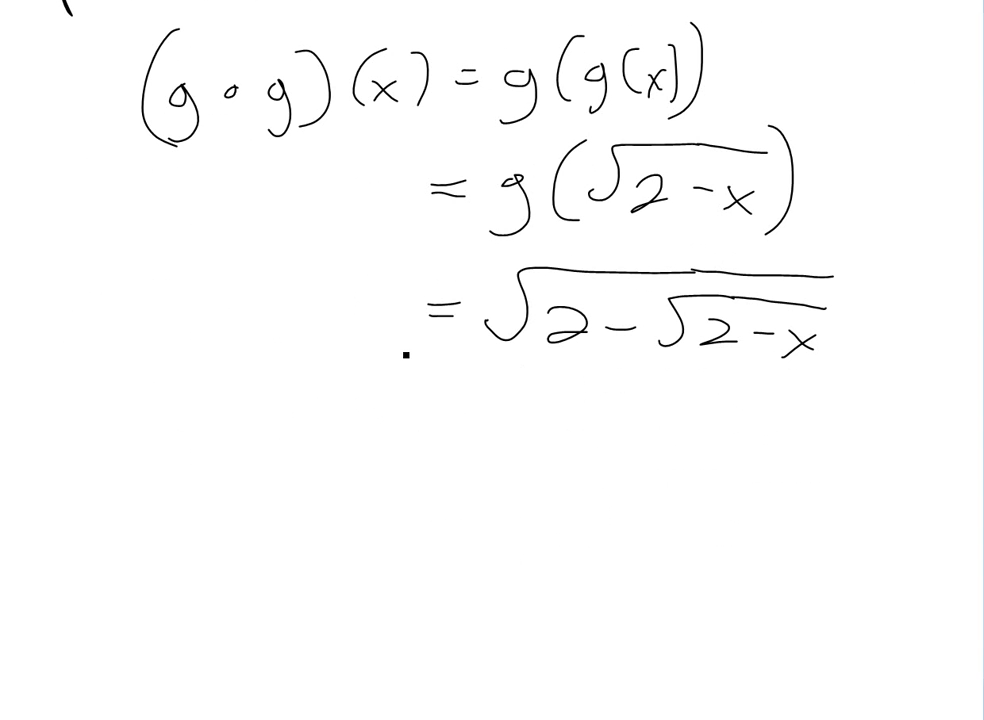 (g ∘ g)(x) = g(g(x))
= g(√(2 - x))
= √(2 - √(2 - x))